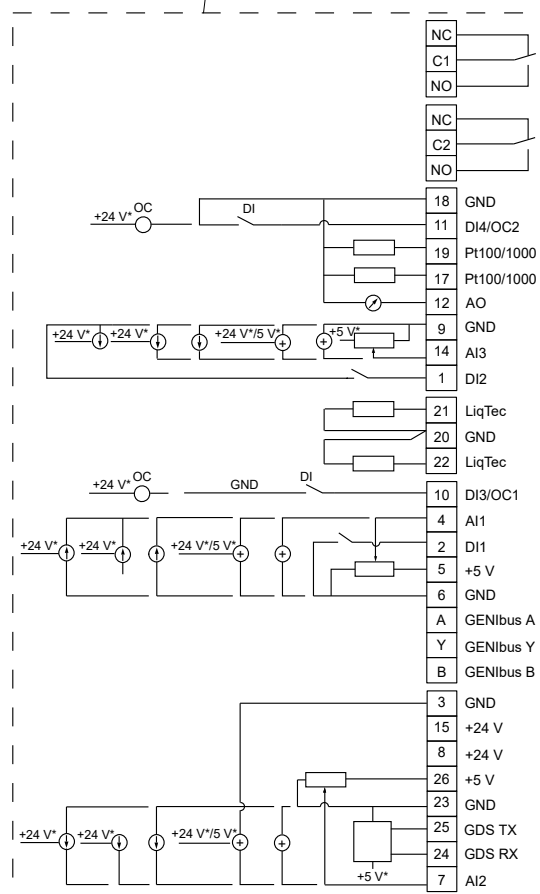 NC
C1
NO
NC
C2
NO
18 GND
+24 V* OC DI 11 DI4/OC2
19 Pt100/1000
17 Pt100/1000
12 AO
9 GND
+24 V* +24 V* +24 V*/5 V* +5 V*
14 AI3
1 DI2
21 LiqTec
20 GND
22 LiqTec
+24 V* OC GND DI 10 DI3/OC1
4 AI1
2 DI1
+24 V* +24 V* +24 V*/5 V*
5 +5 V
6 GND
A GENIbus A
Y GENIbus Y
B GENIbus B
3 GND
15 +24 V
8 +24 V
26 +5 V
23 GND
25 GDS TX
+24 V* +24 V* +24 V*/5 V*
24 GDS RX
+5 V* 7 AI2